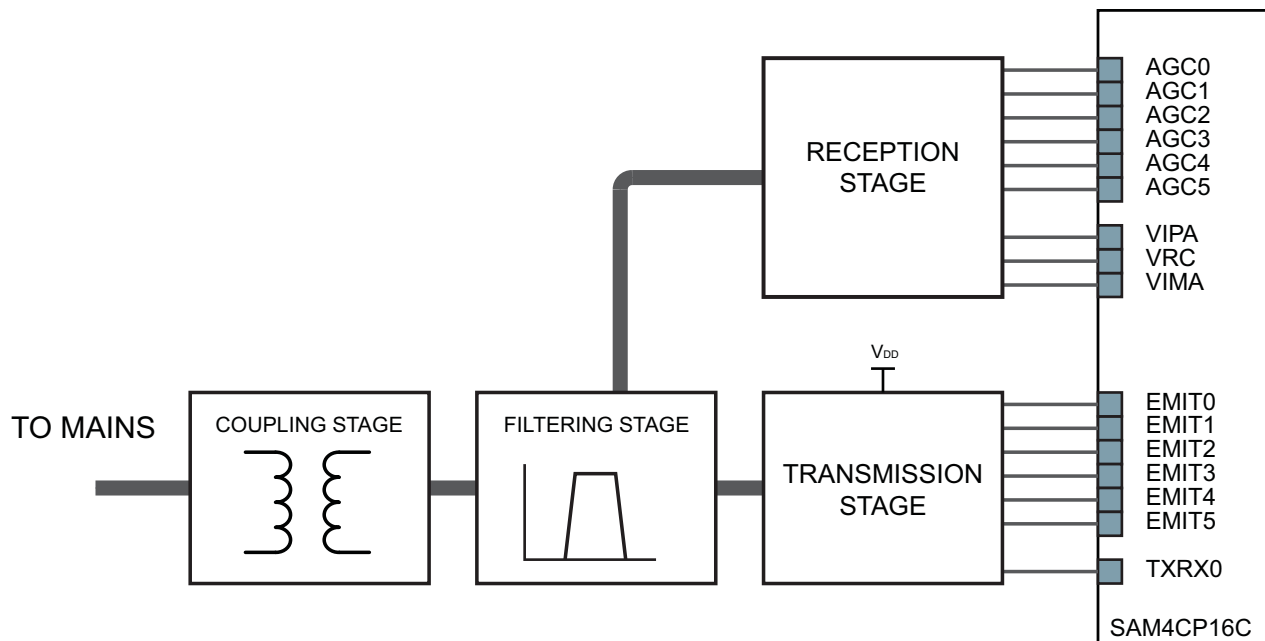 AGC0
AGC1
AGC2
AGC3
AGC4
AGC5
RECEPTION
STAGE
VIPA
VRC
VIMA
VDD
TO MAINS
COUPLING STAGE
FILTERING STAGE
TRANSMISSION
STAGE
EMIT0
EMIT1
EMIT2
EMIT3
EMIT4
EMIT5
TXRX0
SAM4CP16C